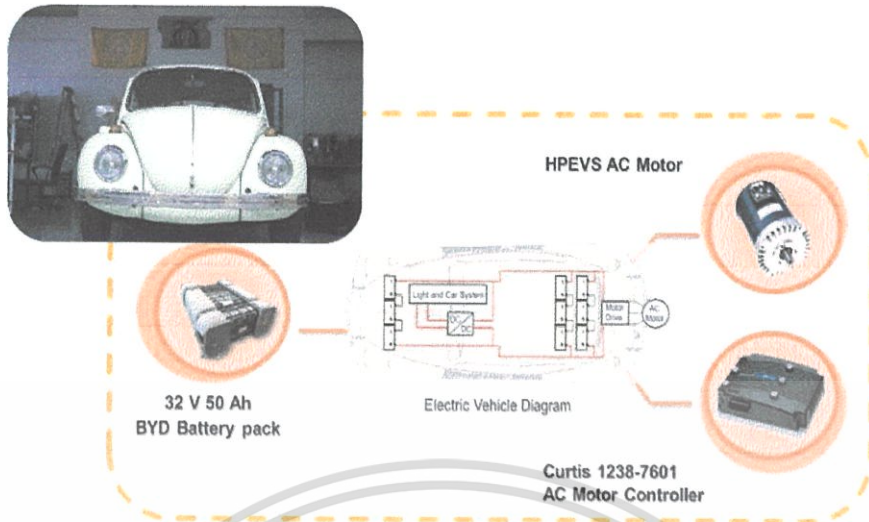 HPEVS AC Motor
Light and Car System
DC
DC
Motor
Drive
AC
Motor
32 V 50 Ah
BYD Battery pack
Electric Vehicle Diagram
Curtis 1238-7601
AC Motor Controller